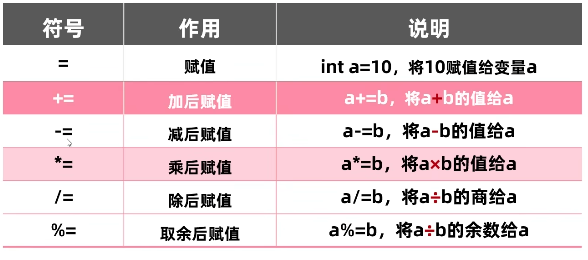 符号 作用 说明
= 赋值 int a=10，将10赋值给变量a
+= 加后赋值 a+=b，将a+b的值给a
-= 减后赋值 a-=b，将a-b的值给a
*= 乘后赋值 a*=b，将a×b的值给a
/= 除后赋值 a/=b，将a÷b的商给a
%= 取余后赋值 a%=b，将a÷b的余数给a